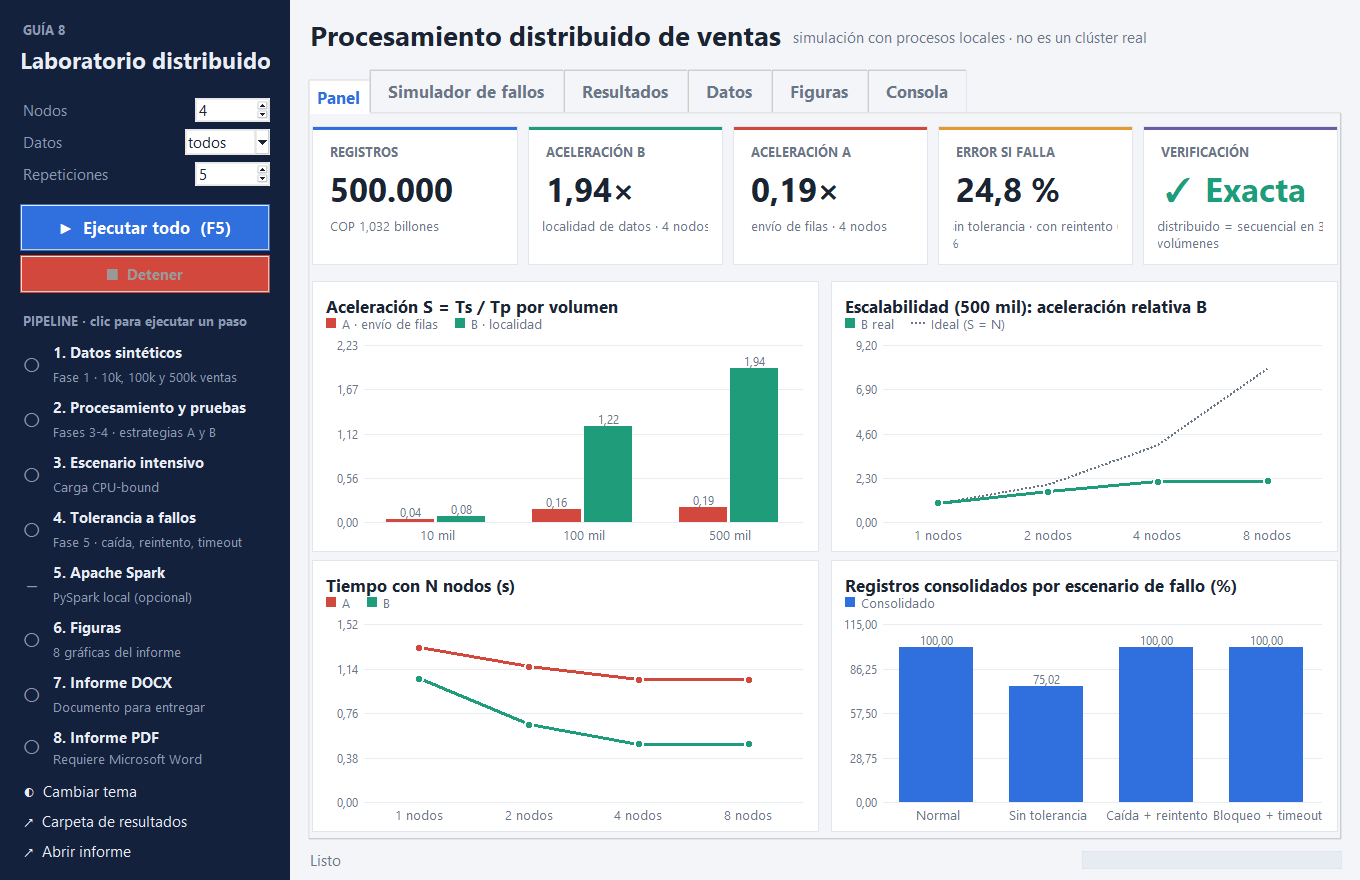 GUÍA 8
Laboratorio distribuido
Nodos 4
Datos todos
Repeticiones 5
► Ejecutar todo (F5)
■ Detener
PIPELINE · clic para ejecutar un paso
1. Datos sintéticos
Fase 1 · 10k, 100k y 500k ventas
2. Procesamiento y pruebas
Fases 3-4 · estrategias A y B
3. Escenario intensivo
Carga CPU-bound
4. Tolerancia a fallos
Fase 5 · caída, reintento, timeout
5. Apache Spark
PySpark local (opcional)
6. Figuras
8 gráficas del informe
7. Informe DOCX
Documento para entregar
8. Informe PDF
Requiere Microsoft Word
◐ Cambiar tema
↗ Carpeta de resultados
↗ Abrir informe
Procesamiento distribuido de ventas simulación con procesos locales · no es un clúster real
Panel Simulador de fallos Resultados Datos Figuras Consola
REGISTROS
500.000
COP 1,032 billones
ACELERACIÓN B
1,94×
localidad de datos · 4 nodos
ACELERACIÓN A
0,19×
envío de filas · 4 nodos
ERROR SI FALLA
24,8 %
in tolerancia · con reintento
%
VERIFICACIÓN
✓ Exacta
distribuido = secuencial en 3
volúmenes
Aceleración S = Ts / Tp por volumen
A · envío de filas B · localidad
2,23
1,67
1,12
0,56
0,00
0,04 0,08
0,16 1,22
0,19 1,94
10 mil 100 mil 500 mil
Escalabilidad (500 mil): aceleración relativa B
B real Ideal (S = N)
9,20
6,90
4,60
2,30
0,00
1 nodos 2 nodos 4 nodos 8 nodos
Tiempo con N nodos (s)
A B
1,52
1,14
0,76
0,38
0,00
1 nodos 2 nodos 4 nodos 8 nodos
Registros consolidados por escenario de fallo (%)
Consolidado
115,00
86,25
57,50
28,75
0,00
100,00 75,02 100,00 100,00
Normal Sin tolerancia Caída + reintento Bloqueo + timeout
Listo